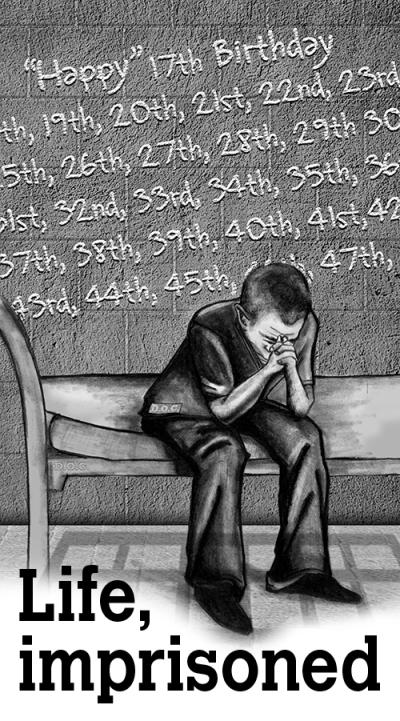 “Happy” 17th Birthday
th, 19th, 20th, 21st, 22nd, 23rd
5th, 26th, 27th, 28th, 29th 30
31st, 32nd, 33rd, 34th, 35th, 36
37th, 38th, 39th, 40th, 41st, 42
43rd, 44th, 45th, 47th,
D.O.C.
D.O.C.
Life,
imprisoned